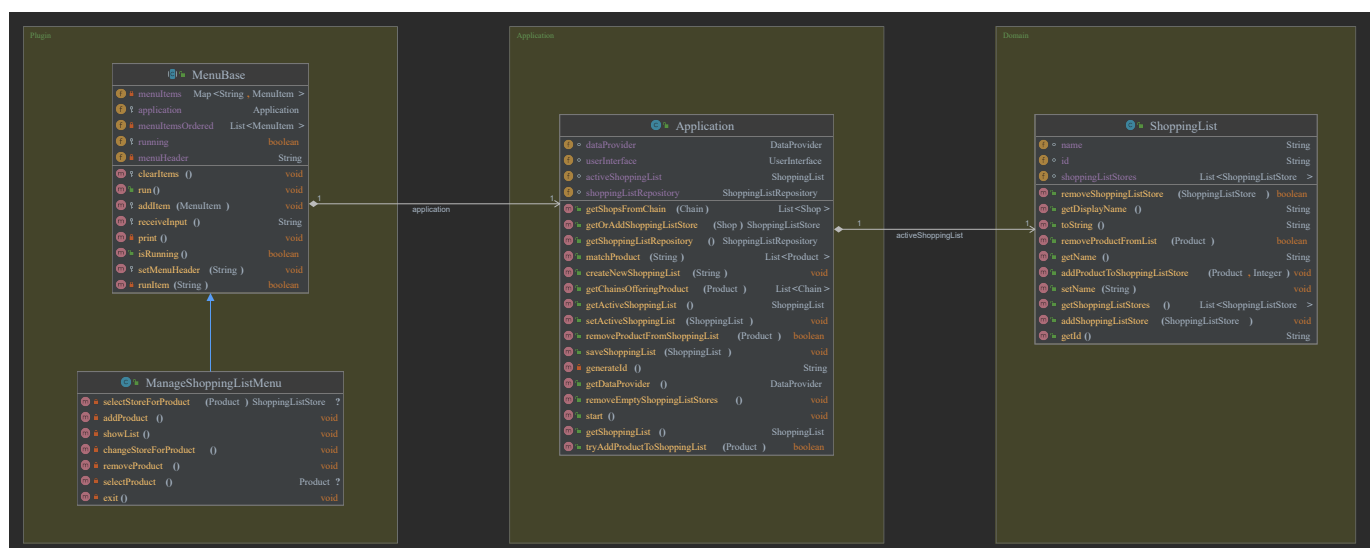 Plugin
MenuBase
menuItems Map<String, MenuItem>
application Application
menuItemsOrdered List<MenuItem>
running boolean
menuHeader String
clearItems () void
run () void
addItem (MenuItem) void
receiveInput () String
print () void
isRunning () boolean
setMenuHeader (String) void
runItem (String) boolean
ManageShoppingListMenu
selectStoreForProduct (Product) ShoppingListStore ?
addProduct () void
showList () void
changeStoreForProduct () void
removeProduct () void
selectProduct () Product ?
exit () void
1
application
1
Application
Application
dataProvider DataProvider
userInterface UserInterface
activeShoppingList ShoppingList
shoppingListRepository ShoppingListRepository
getShopsFromChain (Chain) List<Shop>
getOrAddShoppingListStore (Shop) ShoppingListStore
getShoppingListRepository () ShoppingListRepository
matchProduct (String) List<Product>
createNewShoppingList (String) void
getChainsOfferingProduct (Product) List<Chain>
getActiveShoppingList () ShoppingList
setActiveShoppingList (ShoppingList) void
removeProductFromShoppingList (Product) boolean
saveShoppingList (ShoppingList) void
generateId () String
getDataProvider () DataProvider
removeEmptyShoppingListStores () void
start () void
getShoppingList () ShoppingList
tryAddProductToShoppingList (Product) boolean
1
activeShoppingList
1
Domain
ShoppingList
name String
id String
shoppingListStores List<ShoppingListStore>
removeShoppingListStore (ShoppingListStore) boolean
getDisplayName () String
toString () String
removeProductFromList (Product) boolean
getName () String
addProductToShoppingListStore (Product, Integer) void
setName (String) void
getShoppingListStores () List<ShoppingListStore>
addShoppingListStore (ShoppingListStore) void
getId () String